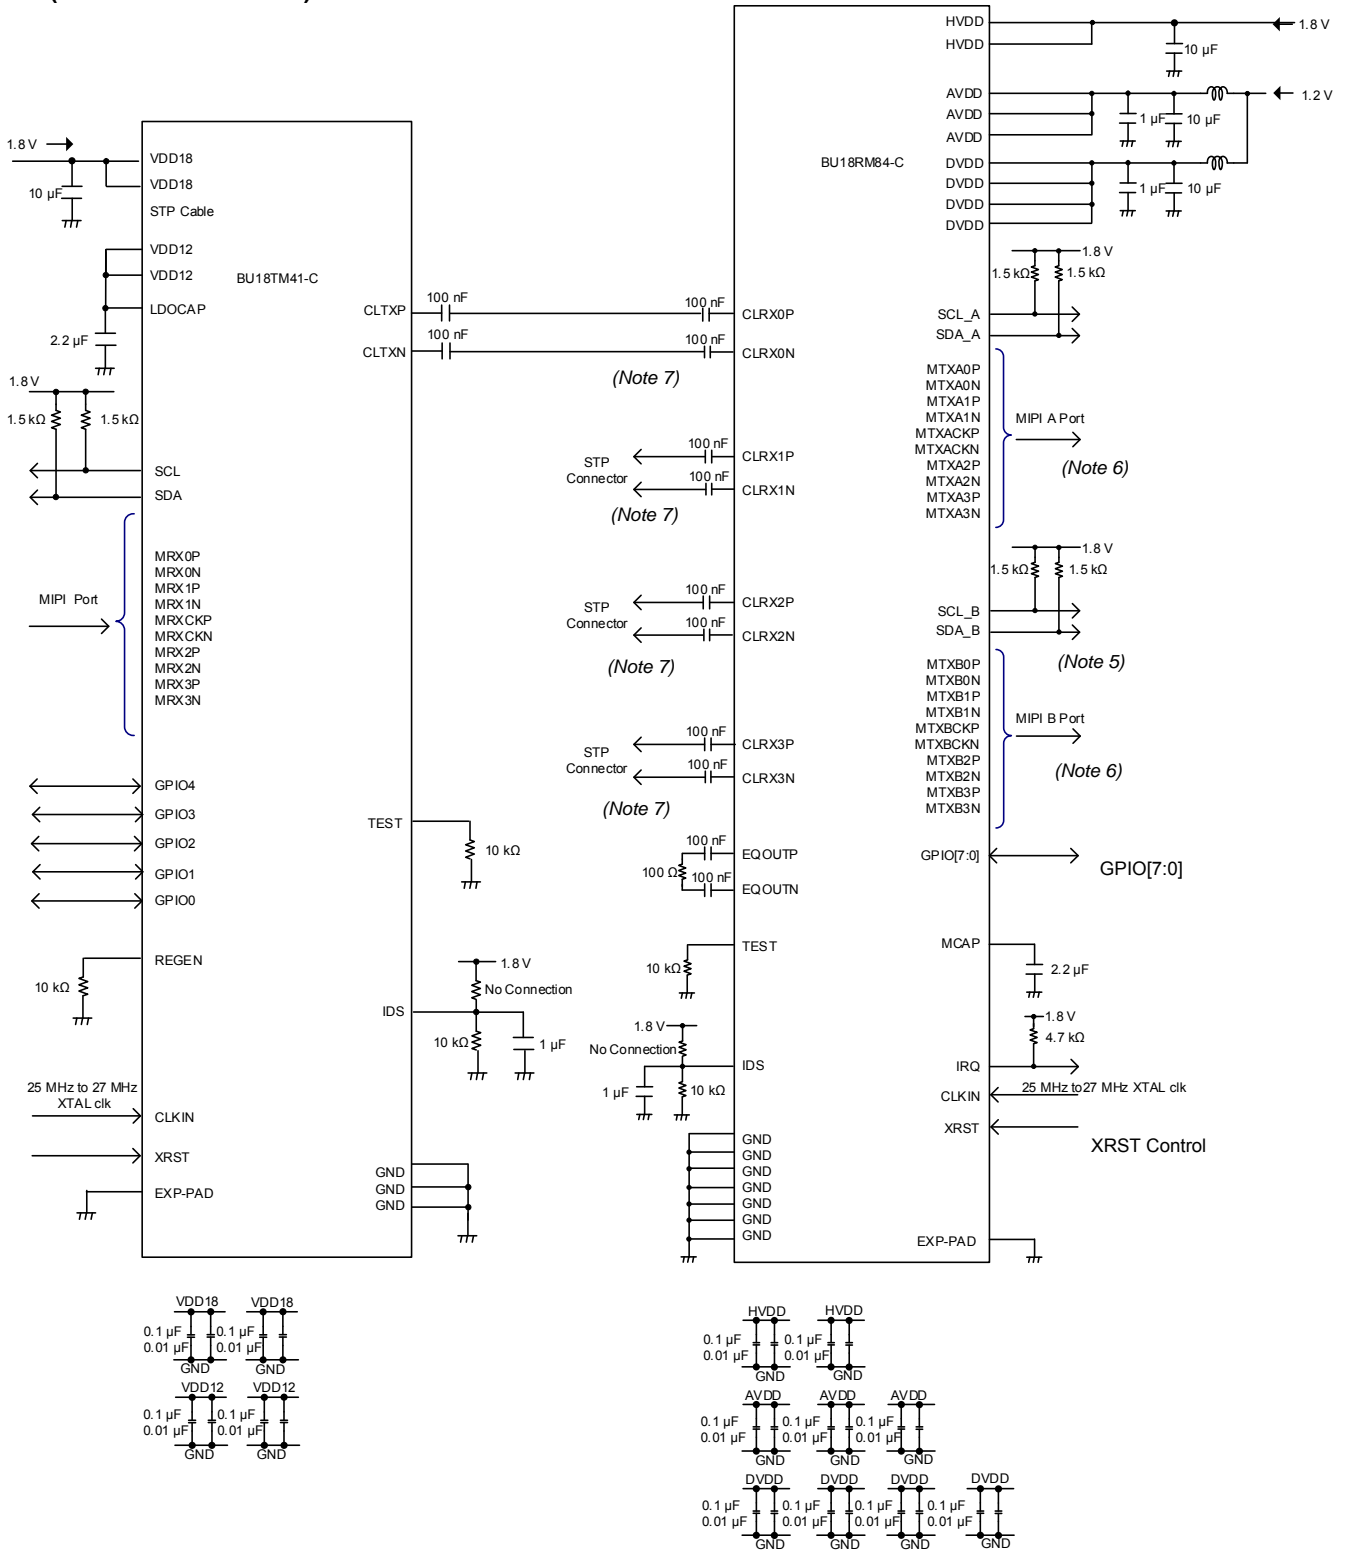 HVDD
1.8 V
HVDD
10 µF
AVDD
1.2 V
AVDD
1 µF
10 µF
AVDD
BU18RM84-C
DVDD
DVDD
1 µF
10 µF
DVDD
DVDD
1.8 V
VDD18
VDD18
10 µF
STP Cable
VDD12
VDD12
BU18TM41-C
LDOCAP
2.2 µF
1.8 V
1.5 kΩ
1.5 kΩ
SCL
SDA
MIPI Port
MRX0P
MRX0N
MRX1P
MRX1N
MRXCKP
MRXCKN
MRX2P
MRX2N
MRX3P
MRX3N
GPIO4
GPIO3
GPIO2
GPIO1
GPIO0
REGEN
10 kΩ
25 MHz to 27 MHz
XTAL clk
CLKIN
XRST
EXP-PAD
CLTXP
100 nF
100 nF
CLRX0P
CLTXN
100 nF
100 nF
CLRX0N
(Note 7)
TEST
10 kΩ
1.8 V
No Connection
IDS
10 kΩ
1 µF
GND
GND
GND
STP
Connector
100 nF
CLRX1P
100 nF
CLRX1N
(Note 7)
STP
Connector
100 nF
CLRX2P
100 nF
CLRX2N
(Note 7)
STP
Connector
100 nF
CLRX3P
100 nF
CLRX3N
(Note 7)
100 nF
EQOUTP
100 Ω
100 nF
EQOUTN
TEST
10 kΩ
1.8 V
No Connection
IDS
1 µF
10 kΩ
GND
GND
GND
GND
GND
GND
GND
1.8 V
1.5 kΩ
1.5 kΩ
SCL_A
SDA_A
MTXA0P
MTXA0N
MTXA1P
MTXA1N
MTXACKP
MTXACKN
MTXA2P
MTXA2N
MTXA3P
MTXA3N
MIPI A Port
(Note 6)
1.8 V
1.5 kΩ
1.5 kΩ
SCL_B
SDA_B
(Note 5)
MTXB0P
MTXB0N
MTXB1P
MTXB1N
MTXBCKP
MTXBCKN
MTXB2P
MTXB2N
MTXB3P
MTXB3N
MIPI B Port
(Note 6)
GPIO[7:0]
GPIO[7:0]
MCAP
2.2 µF
1.8 V
4.7 kΩ
IRQ
CLKIN
25 MHz to27 MHz XTAL clk
XRST
XRST Control
EXP-PAD
VDD18 VDD18
0.1 µF 0.1 µF
0.01 µF 0.01 µF
GND GND
VDD12 VDD12
0.1 µF 0.1 µF
0.01 µF 0.01 µF
GND GND
HVDD HVDD
0.1 µF 0.1 µF
0.01 µF 0.01 µF
GND GND
AVDD AVDD AVDD
0.1 µF 0.1 µF 0.1 µF
0.01 µF 0.01 µF 0.01 µF
GND GND GND
DVDD DVDD DVDD DVDD
0.1 µF 0.1 µF 0.1 µF 0.1 µF
0.01 µF 0.01 µF 0.01 µF 0.01 µF
GND GND GND GND